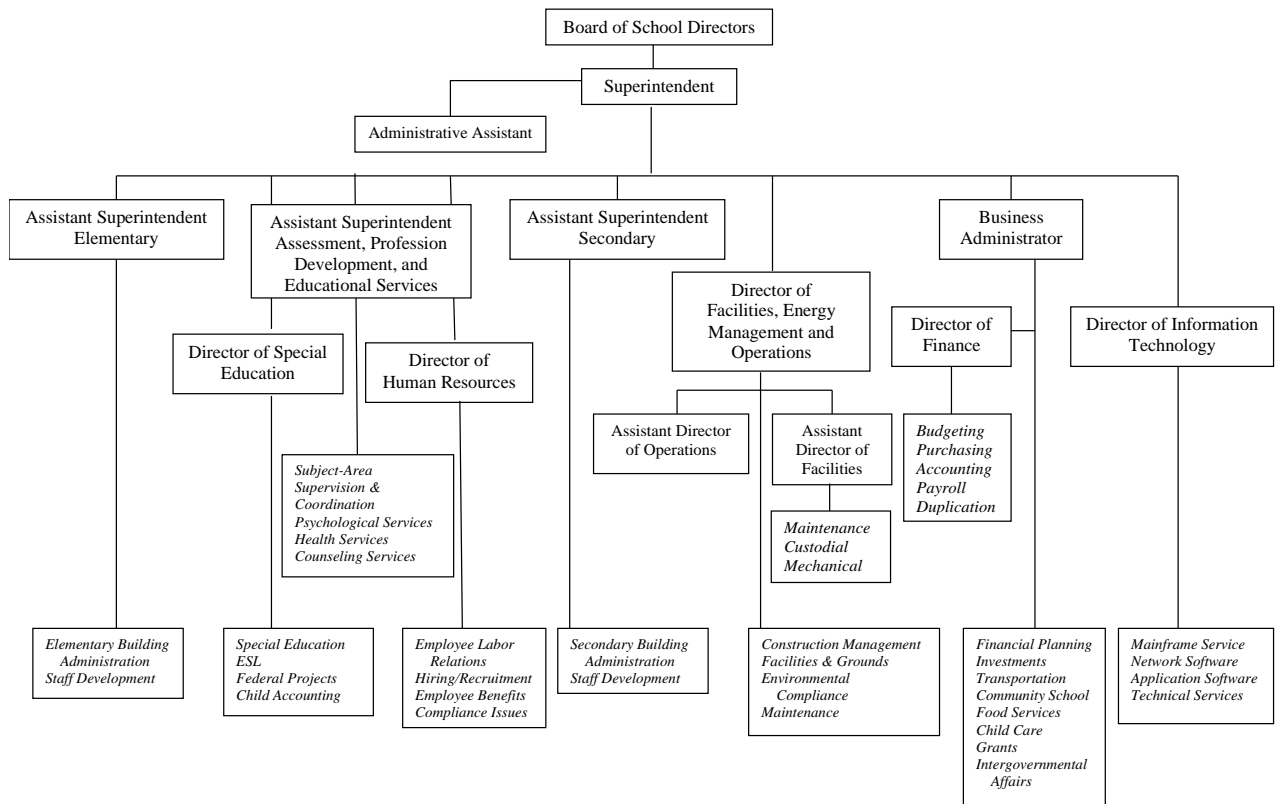 Board of School Directors
Superintendent
Administrative Assistant
Assistant Superintendent
Elementary
Assistant Superintendent
Assessment, Profession
Development, and
Educational Services
Assistant Superintendent
Secondary
Business
Administrator
Director of
Facilities, Energy
Management and
Operations
Director of
Finance
Director of Information
Technology
Director of Special
Education
Director of
Human Resources
Assistant Director
of Operations
Assistant
Director of
Facilities
Budgeting
Purchasing
Accounting
Payroll
Duplication
Subject-Area
Supervision &
Coordination
Psychological Services
Health Services
Counseling Services
Maintenance
Custodial
Mechanical
Elementary Building
Administration
Staff Development
Special Education
ESL
Federal Projects
Child Accounting
Employee Labor
Relations
Hiring/Recruitment
Employee Benefits
Compliance Issues
Secondary Building
Administration
Staff Development
Construction Management
Facilities & Grounds
Environmental
Compliance
Maintenance
Financial Planning
Investments
Transportation
Community School
Food Services
Child Care
Grants
Intergovernmental
Affairs
Mainframe Service
Network Software
Application Software
Technical Services